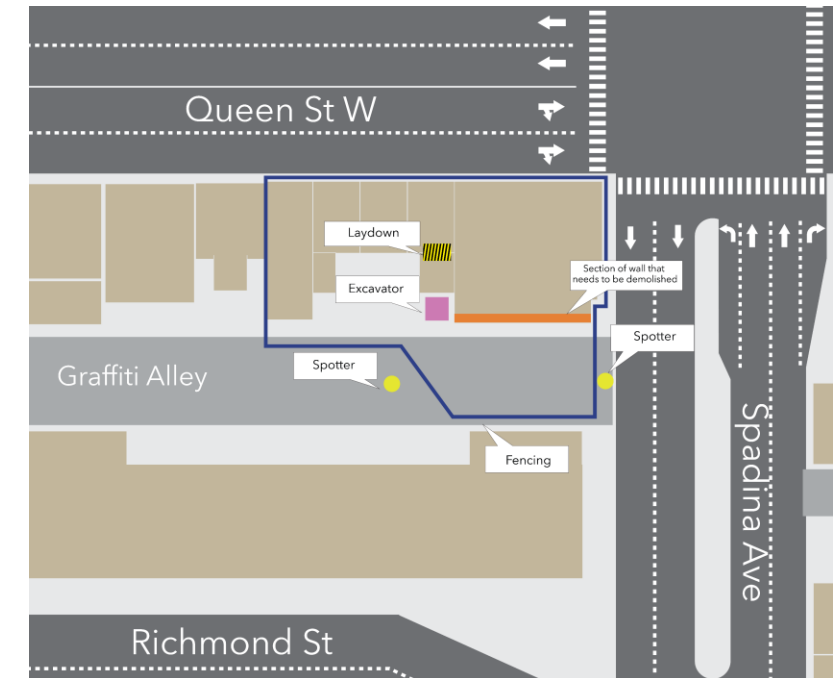 Queen St W
Laydown
Section of wall that
needs to be demolished
Excavator
Spotter
Spotter
Graffiti Alley
Fencing
Spadina Ave
Richmond St